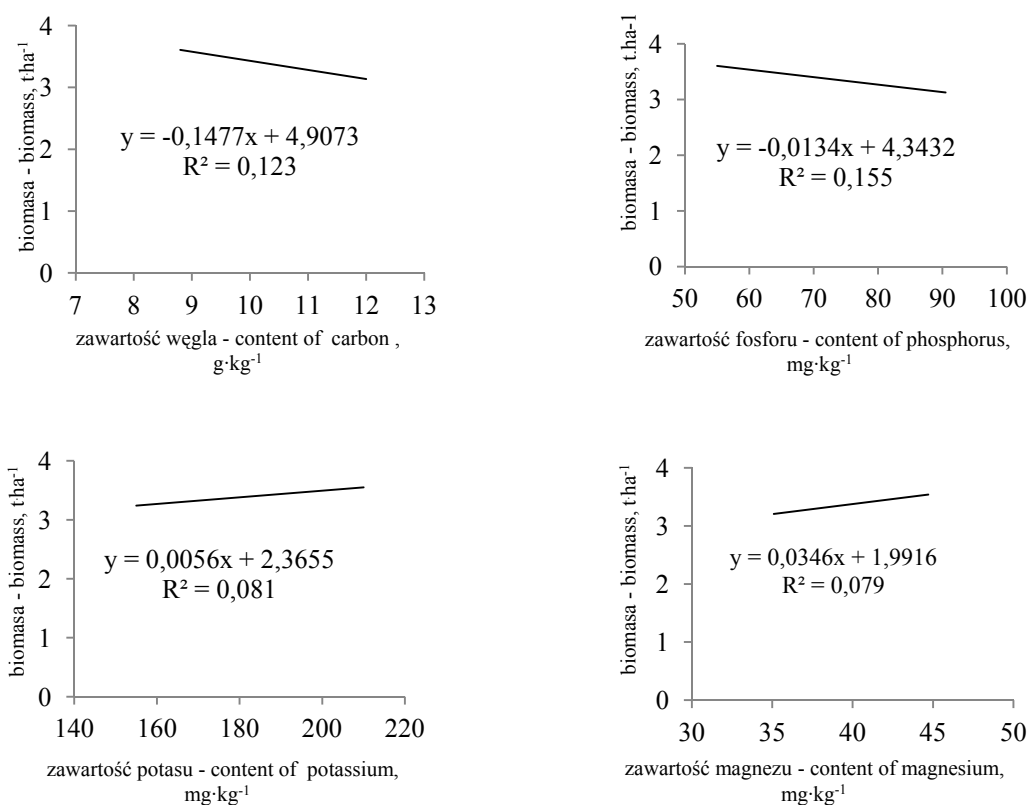 biomasa - biomass, t·ha⁻¹
4
3
2
1
0
y = -0,1477x + 4,9073
R² = 0,123
7 8 9 10 11 12 13
zawartość węgla - content of carbon ,
g·kg⁻¹
biomasa - biomass, t.ha-1
4
3
2
1
0
y = -0,0134x + 4,3432
R² = 0,155
50 60 70 80 90 100
zawartość fosforu - content of phosphorus,
mg·kg⁻¹
biomasa - biomass, t·ha⁻¹
4
3
2
1
0
y = 0,0056x + 2,3655
R² = 0,081
140 160 180 200 220
zawartość potasu - content of potassium,
mg·kg⁻¹
biomasa - biomass, t·ha⁻¹
4
3
2
1
0
y = 0,0346x + 1,9916
R² = 0,079
30 35 40 45 50
zawartość magnezu - content of magnesium,
mg·kg⁻¹